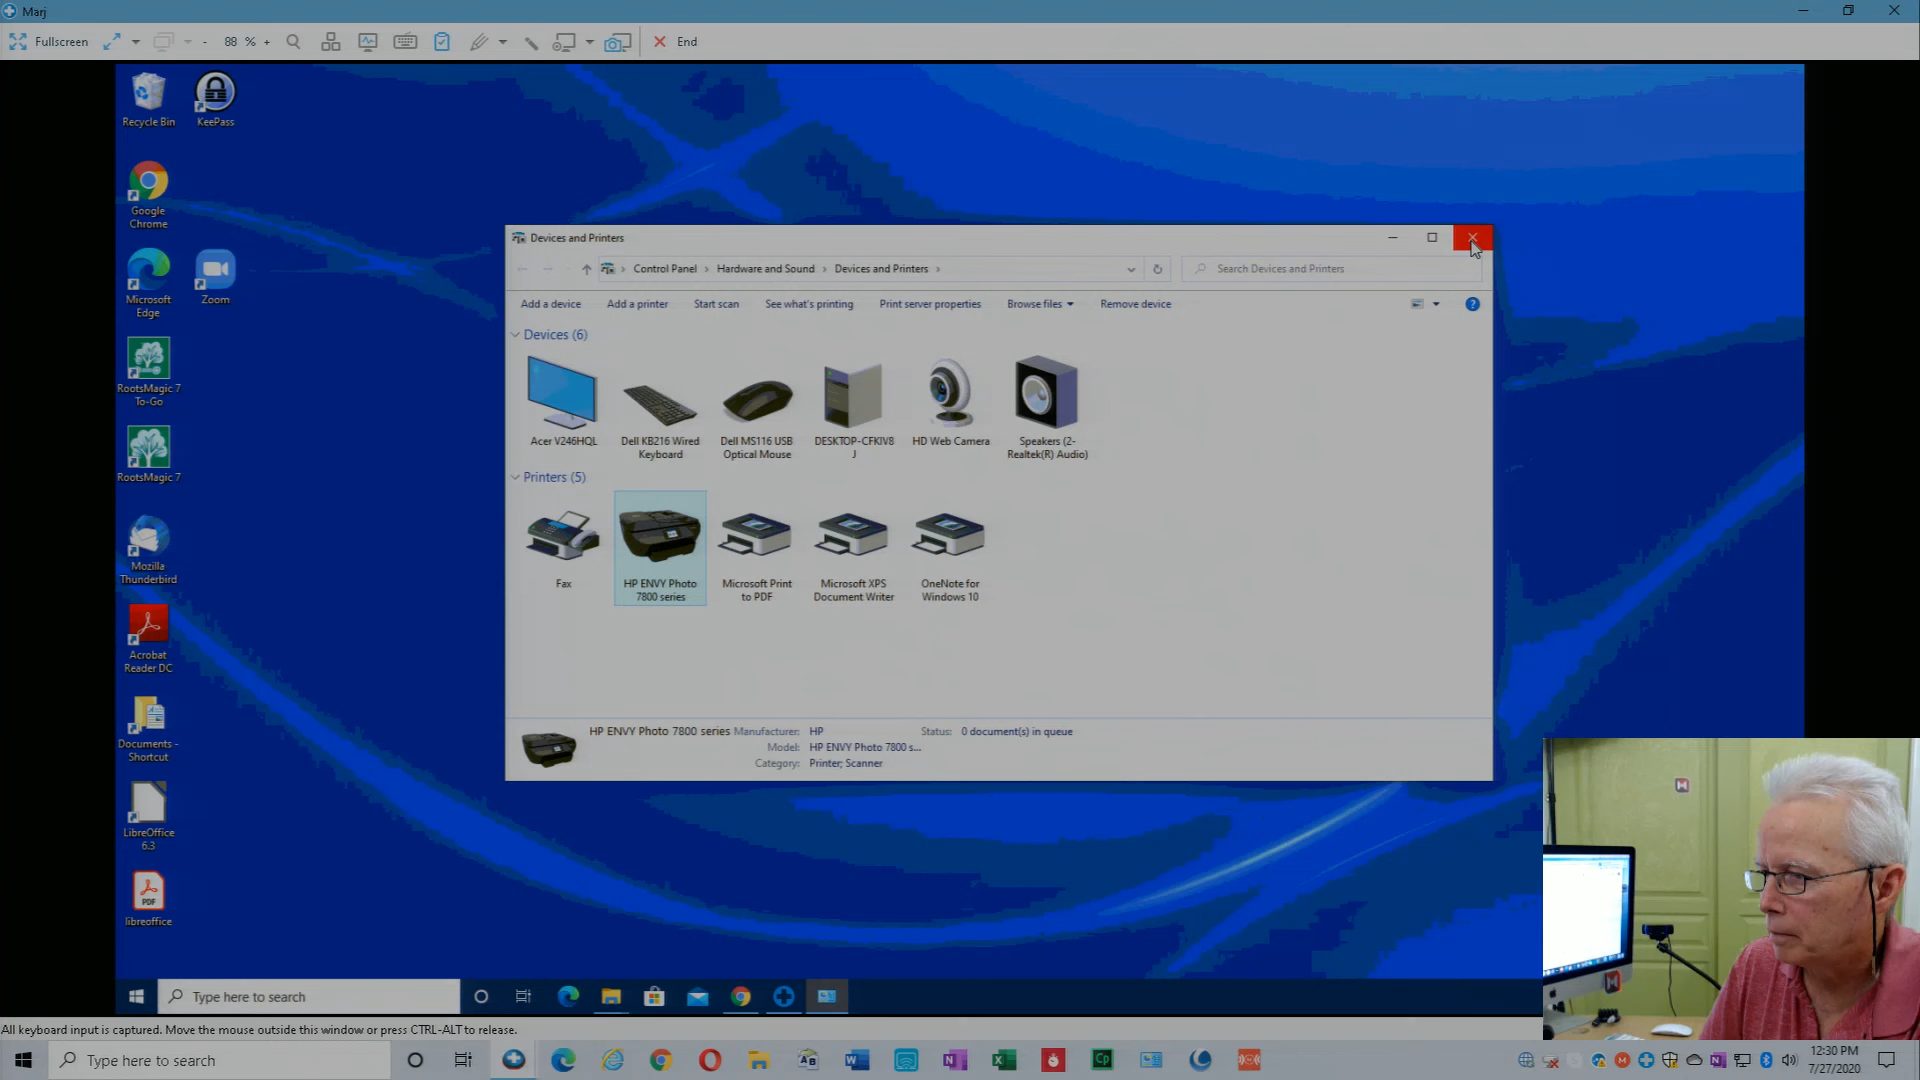 Marj
Fullscreen
- 88 % +
End
Recycle Bin
KeePass
Google
Chrome
Microsoft
Edge
Zoom
RootsMagic 7
To-Go
RootsMagic 7
Mozilla
Thunderbird
Acrobat
Reader DC
Documents -
Shortcut
LibreOffice
6.3
PDF
libreoffice
Devices and Printers
Control Panel > Hardware and Sound > Devices and Printers >
Search Devices and Printers
Add a device Add a printer Start scan See what's printing Print server properties Browse files Remove device
?
Devices (6)
Acer V246HQL
Dell KB216 Wired
Keyboard
Dell MS116 USB
Optical Mouse
DESKTOP-CFKIV8
J
HD Web Camera
Speakers (2-
Realtek(R) Audio)
Printers (5)
Fax
HP ENVY Photo
7800 series
Microsoft Print
to PDF
Microsoft XPS
Document Writer
OneNote for
Windows 10
HP ENVY Photo 7800 series Manufacturer: HP Status: 0 document(s) in queue
Model: HP ENVY Photo 7800 s...
Category: Printer; Scanner
Type here to search
All keyboard input is captured. Move the mouse outside this window or press CTRL-ALT to release.
Type here to search
12:30 PM
7/27/2020